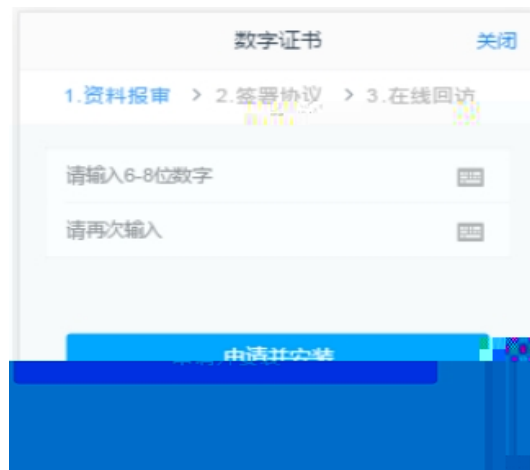 数字证书 关闭
1.资料报审 > 2.签署协议 > 3.在线回访
请输入6-8位数字
请再次输入
申请并安装